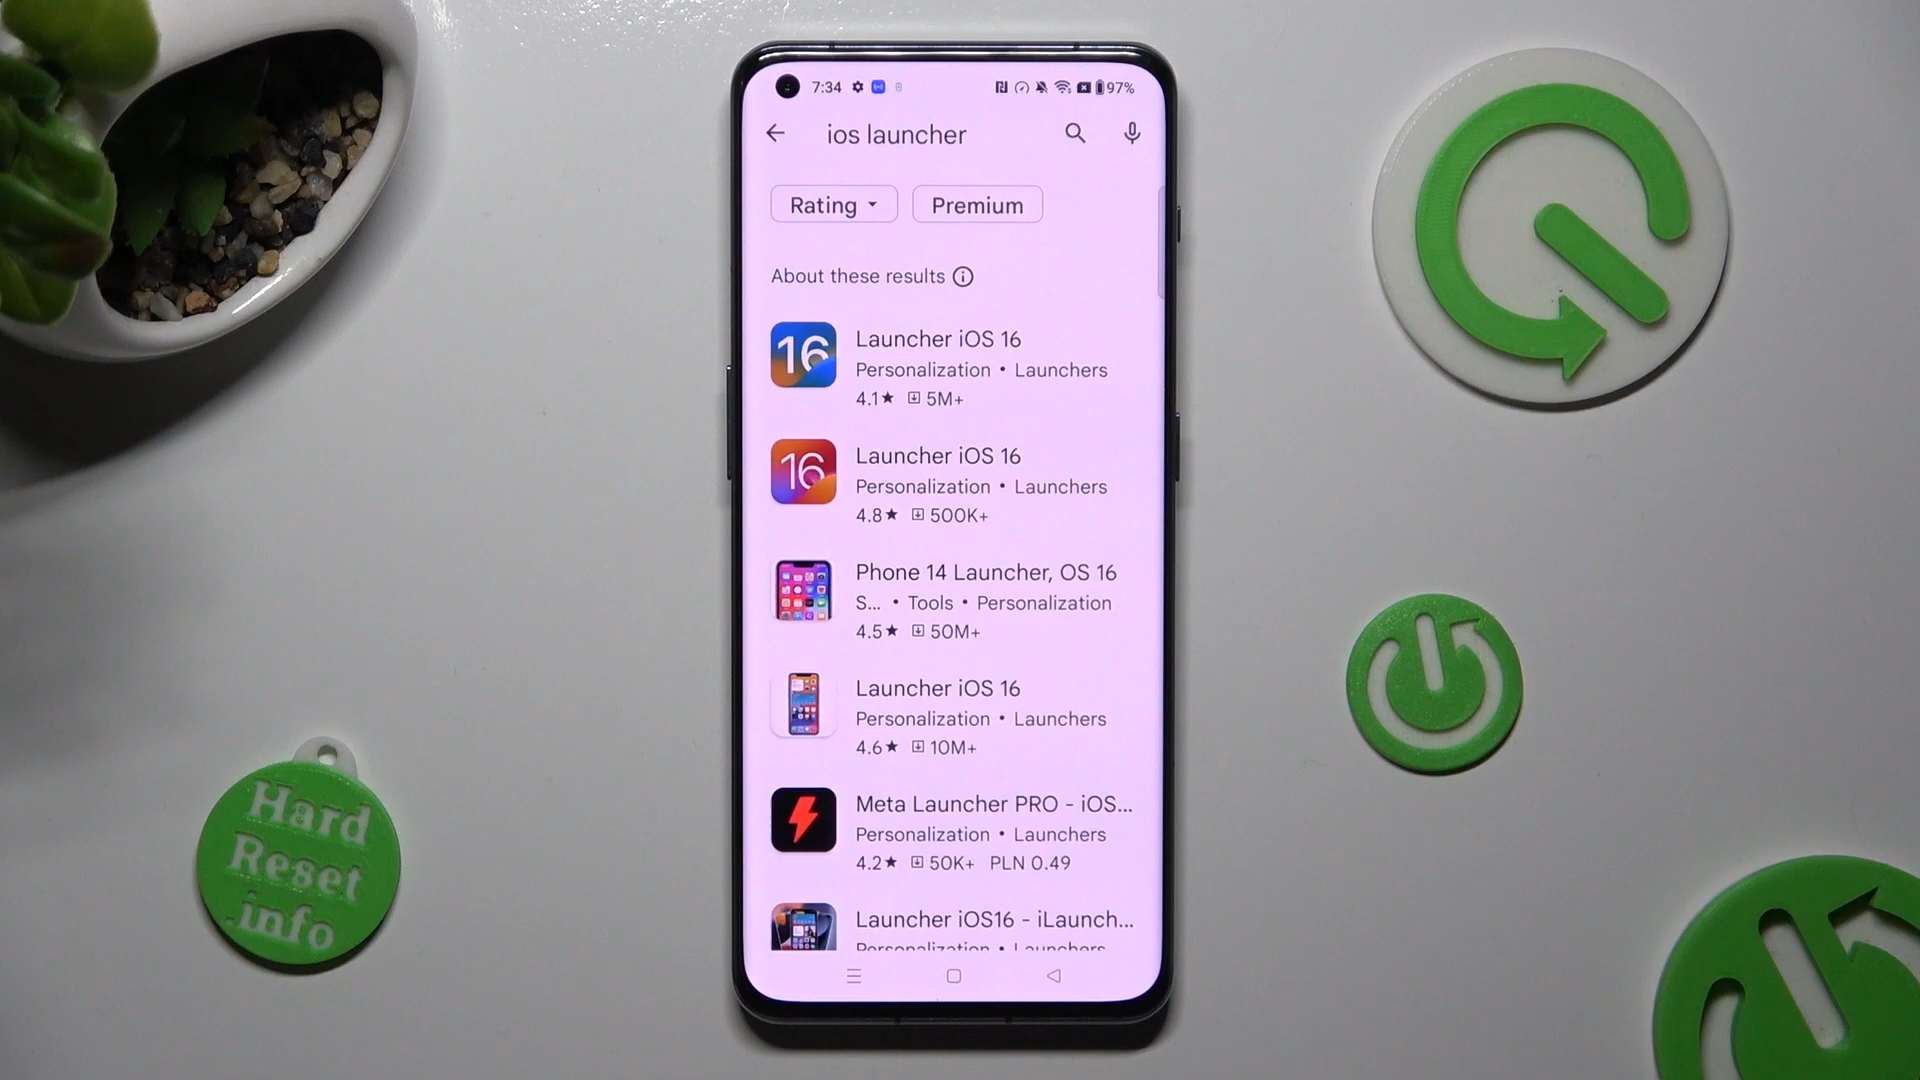 7:34 97%
ios launcher
Rating Premium
About these results
16 Launcher iOS 16
Personalization • Launchers
4.1★ 5M+
16 Launcher iOS 16
Personalization • Launchers
4.8★ 500K+
Phone 14 Launcher, OS 16
S... • Tools • Personalization
4.5★ 50M+
Launcher iOS 16
Personalization • Launchers
4.6★ 10M+
Meta Launcher PRO - iOS...
Personalization • Launchers
4.2★ 50K+ PLN 0.49
Launcher iOS16 - iLaunch...
Personalization • Launchers
Hard
Reset
.info